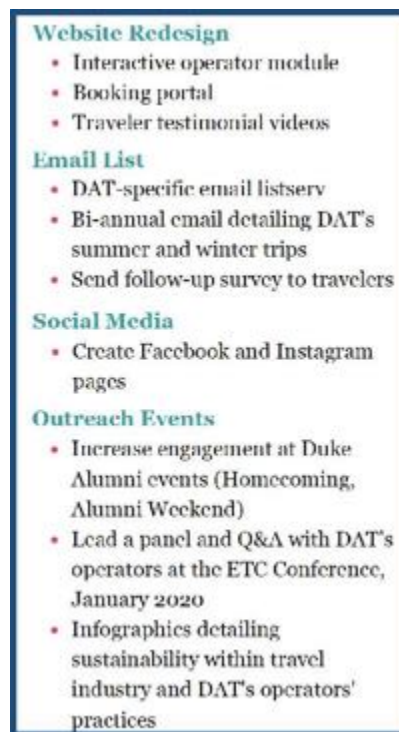 Website Redesign
• Interactive operator module
• Booking portal
• Traveler testimonial videos
Email List
• DAT-specific email listserv
• Bi-annual email detailing DAT's
summer and winter trips
• Send follow-up survey to travelers
Social Media
• Create Facebook and Instagram
pages
Outreach Events
• Increase engagement at Duke
Alumni events (Homecoming,
Alumni Weekend)
• Lead a panel and Q&A with DAT's
operators at the ETC Conference,
January 2020
• Infographics detailing
sustainability within travel
industry and DAT's operators'
practices